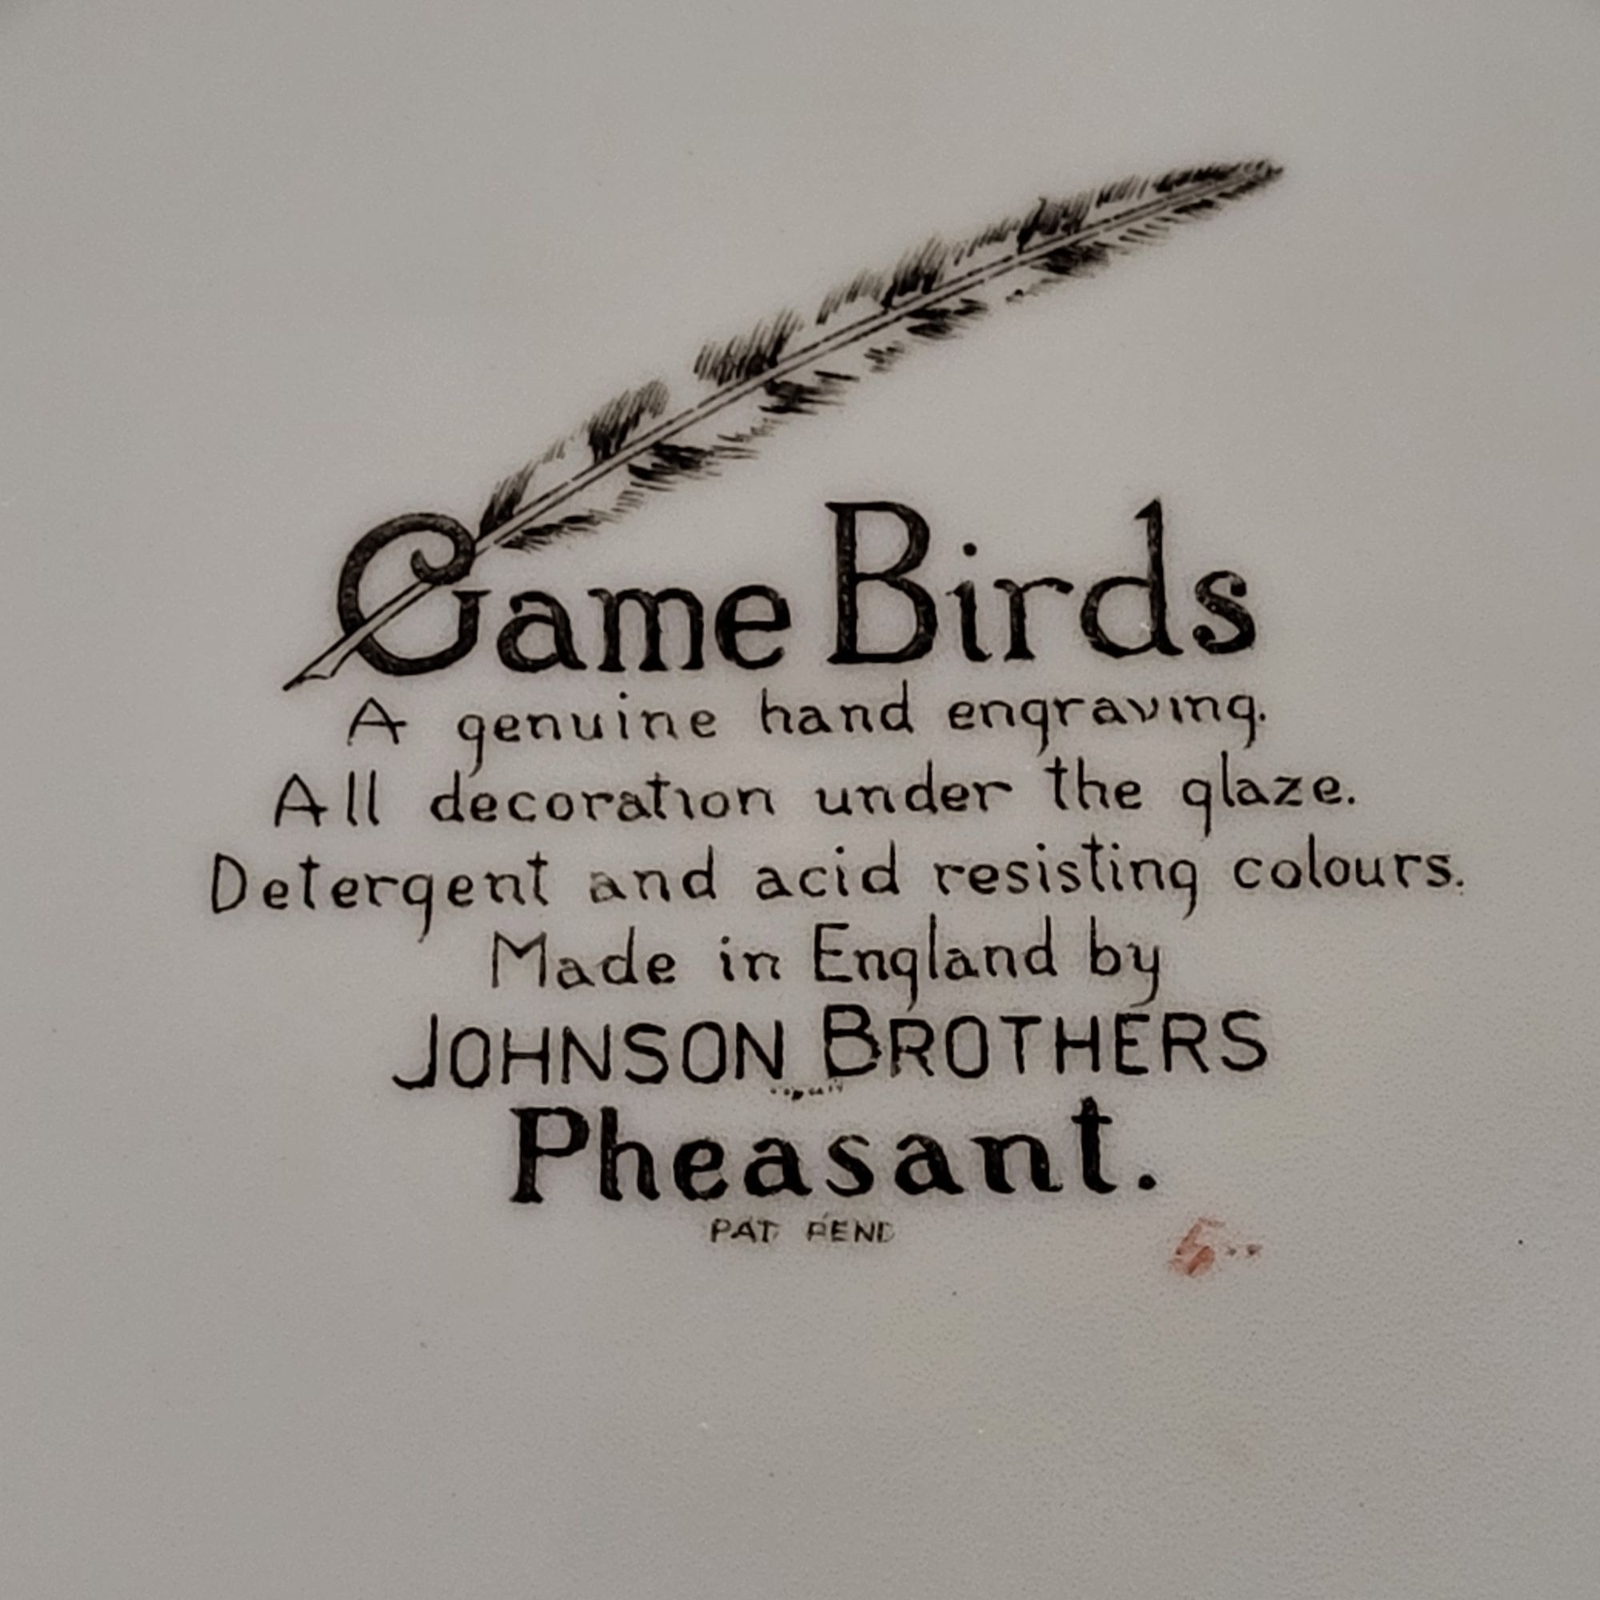 Game Birds
A genuine hand engraving.
All decoration under the glaze.
Detergent and acid resisting colours.
Made in England by
JOHNSON BROTHERS
Pheasant.
PAT PEND